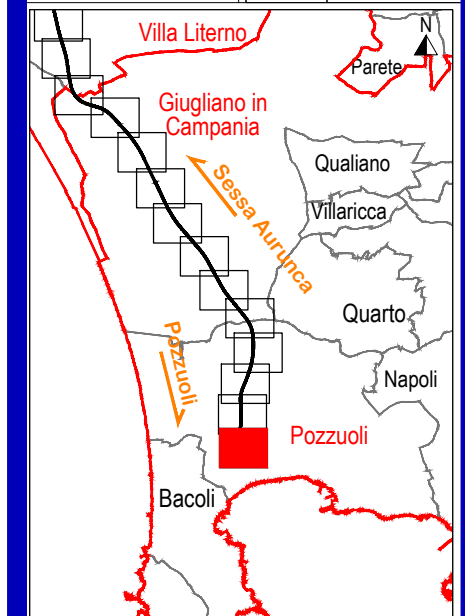 Villa Literno
N
Parete
Giugliano in
Campania
Qualiano
Sessa Aurunca
Villaricca
Quarto
Pozzuoli
Napoli
Pozzuoli
Bacoli